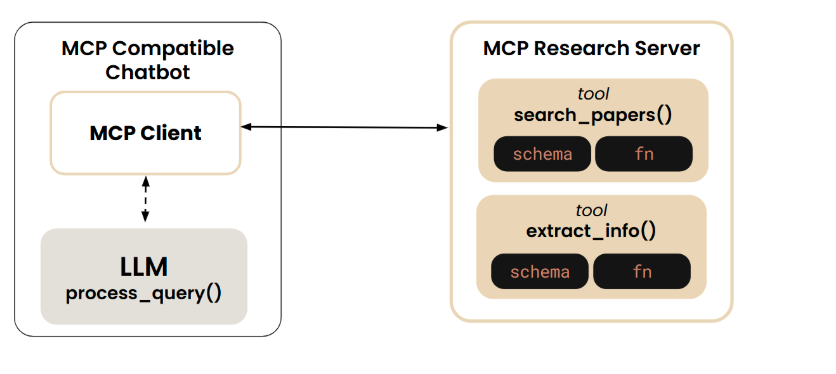 MCP Compatible
Chatbot
MCP Client
LLM
process_query()
MCP Research Server
tool
search_papers()
schema
fn
tool
extract_info()
schema
fn